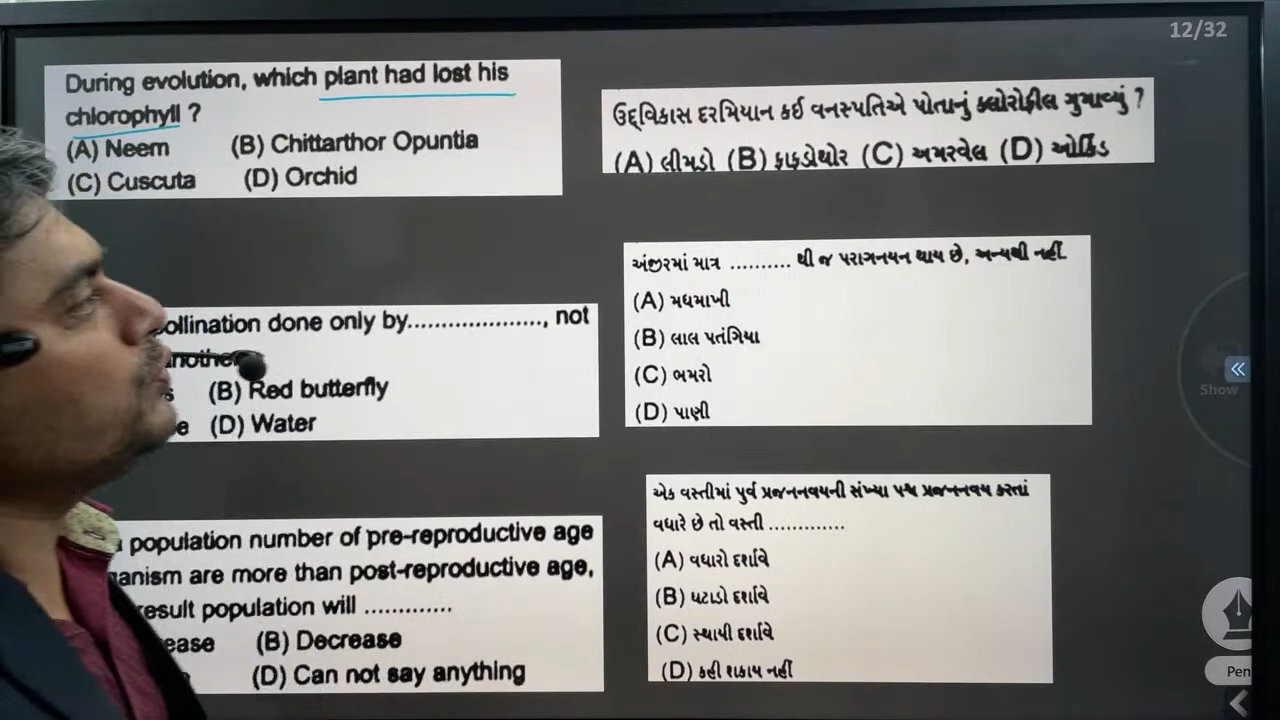 12/32
During evolution, which plant had lost his
chlorophyll ?
(A) Neem (B) Chittarthor Opuntia
(C) Cuscuta (D) Orchid
ઉદ્દવિકાસ દરમિયાન કઈ વનસ્પતિએ પોતાનું ક્લોરોફીલ ગુમાવ્યું ?
(A) લીમડો (B) ફાફડોથોર (C) અમરવેલ (D) ઓર્કિડ
ollination done only by...................., not
nother
s (B) Red butterfly
e (D) Water
અંજીરમાં માત્ર .......... થી જ પરાગનયન થાય છે, અન્યથી નહીં.
(A) મધમાખી
(B) લાલ પતંગિયા
(C) ભમરો
(D) પાણી
Show
population number of pre-reproductive age
anism are more than post-reproductive age,
result population will .............
ease (B) Decrease
(D) Can not say anything
એક વસ્તીમાં પુર્વ પ્રજનનવયની સંખ્યા પશ્ચ પ્રજનનવય કરતાં
વધારે છે તો વસ્તી .............
(A) વધારો દર્શાવે
(B) ઘટાડો દર્શાવે
(C) સ્થાયી દર્શાવે
(D) કહી શકાય નહીં
Pen